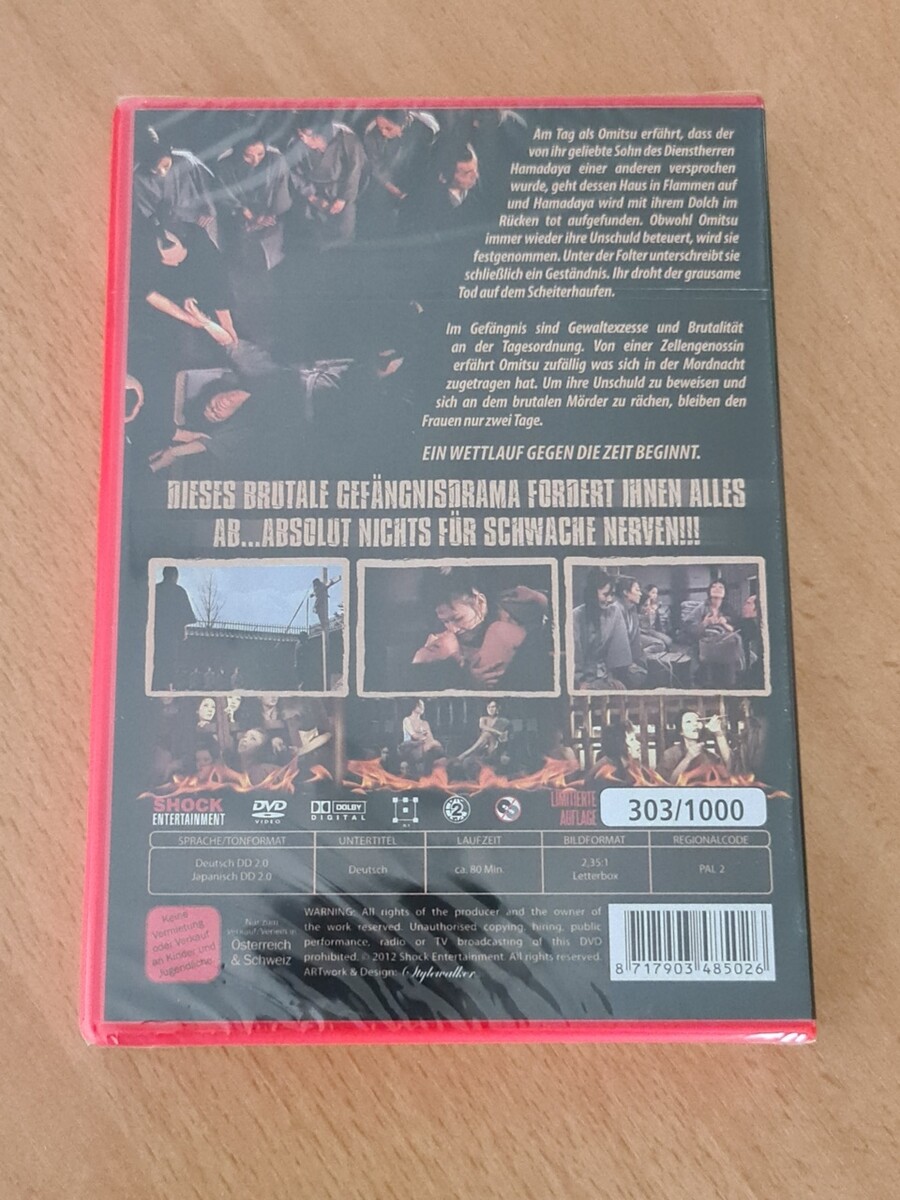 Am Tag als Omitsu erfährt, dass der
von ihr geliebte Sohn des Dienstherren
Hamadaya einer anderen versprochen
wurde, geht dessen Haus in Flammen auf
und Hamadaya wird mit ihrem Dolch im
Rücken tot aufgefunden. Obwohl Omitsu
immer wieder ihre Unschuld beteuert, wird sie
festgenommen. Unter der Folter unterschreibt sie
schließlich ein Geständnis. Ihr droht der grausame
Tod auf dem Scheiterhaufen.
Im Gefängnis sind Gewaltexzesse und Brutalität
an der Tagesordnung. Von einer Zellengenossin
erfährt Omitsu zufällig was sich in der Mordnacht
zugetragen hat. Um ihre Unschuld zu beweisen und
sich an dem brutalen Mörder zu rächen, bleiben den
Frauen nur zwei Tage.
EIN WETTLAUF GEGEN DIE ZEIT BEGINNT.
DIESES BRUTALE GEFÄNGNISDRAMA FORDERT IHNEN ALLES
AB...ABSOLUT NICHTS FÜR SCHWACHE NERVEN!!!
SHOCK
ENTERTAINMENT
DVD
VIDEO
DOLBY
DIGITAL
2
LIMITIERTE
AUFLAGE
303/1000
SPRACHE/TONFORMAT UNTERTITEL LAUFZEIT BILDFORMAT REGIONALCODE
Deutsch DD 2.0
Japanisch DD 2.0
Deutsch
ca. 80 Min.
2,35:1
Letterbox
PAL 2
Keine
Vermietung
oder Verkauf
an Kinder und
Jugendliche
Nur zum
Verkauf/Verleih in
Österreich
& Schweiz
WARNING: All rights of the producer and the owner of
the work reserved. Unauthorised copying, hiring, public
performance, radio or TV broadcasting of this DVD
prohibited. © 2012 Shock Entertainment. All rights reserved.
ARTwork & Design: Stylewalker
8 717903 485026